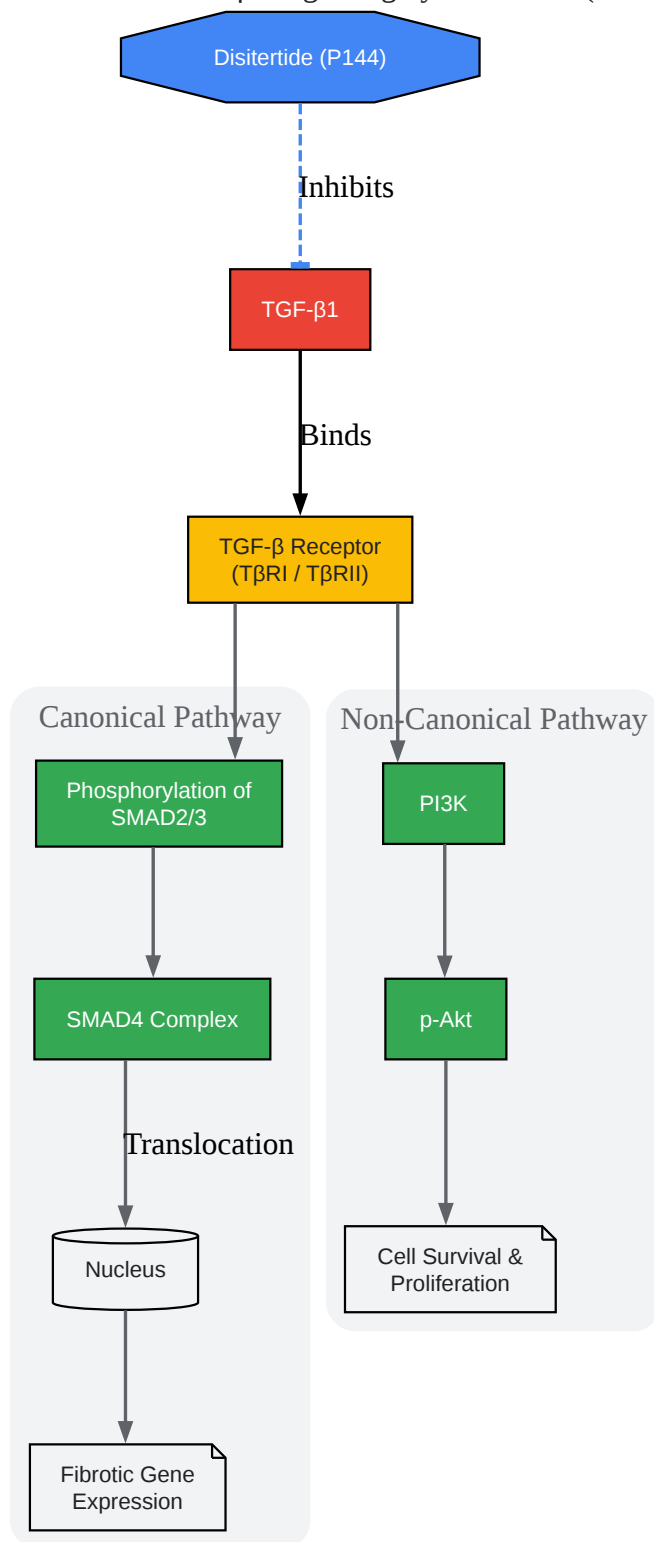 Disitertide (P144)
Inhibits
TGF-β1
Binds
TGF-β Receptor
(TβRI / TβRII)
Canonical Pathway
Phosphorylation of
SMAD2/3
SMAD4 Complex
Translocation
Nucleus
Fibrotic Gene
Expression
Non-Canonical Pathway
PI3K
p-Akt
Cell Survival &
Proliferation